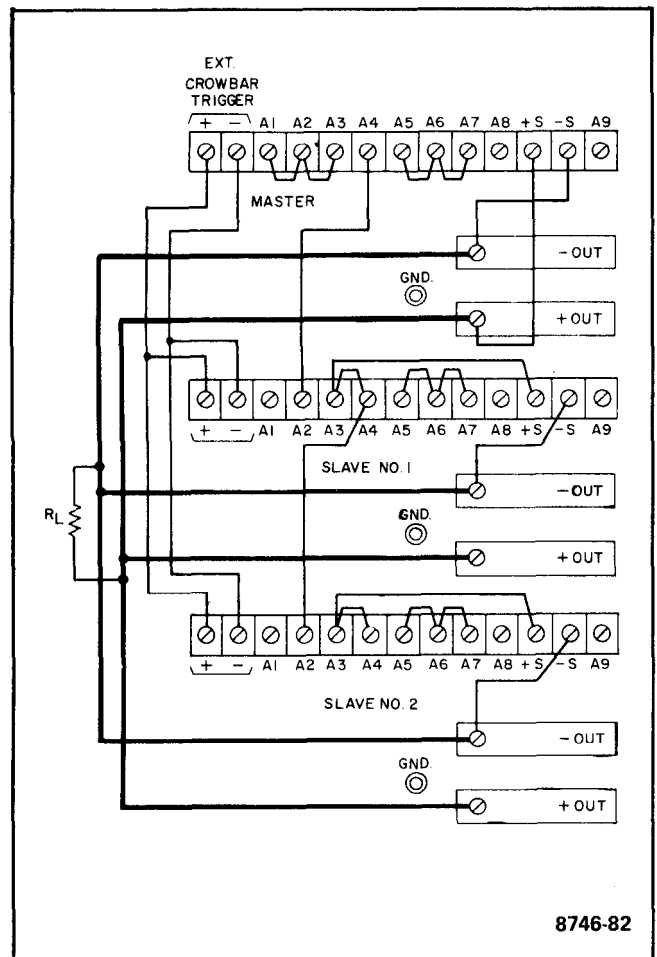 EXT.
CROWBAR
TRIGGER
+ − A1 A2 A3 A4 A5 A6 A7 A8 +S −S A9
MASTER
− OUT
GND.
+ OUT
+ − A1 A2 A3 A4 A5 A6 A7 A8 +S −S A9
SLAVE NO. 1
− OUT
RL
GND.
+ OUT
+ − A1 A2 A3 A4 A5 A6 A7 A8 +S −S A9
SLAVE NO. 2
− OUT
GND.
+ OUT
8746-82